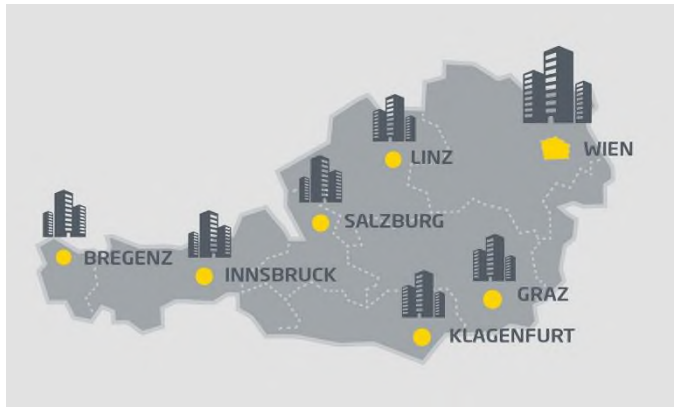 LINZ
WIEN
SALZBURG
BREGENZ
INNSBRUCK
GRAZ
KLAGENFURT